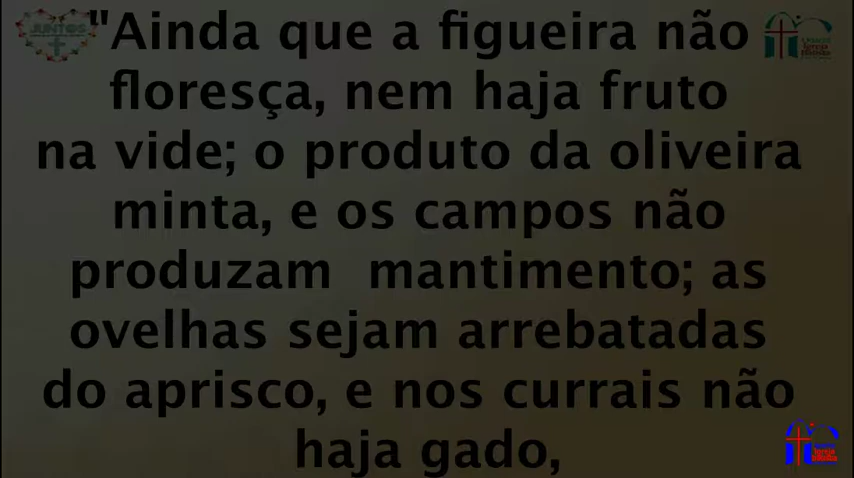 "Ainda que a figueira não
floresça, nem haja fruto
na vide; o produto da oliveira
minta, e os campos não
produzam mantimento; as
ovelhas sejam arrebatadas
do aprisco, e nos currais não
haja gado,
JUNTOS